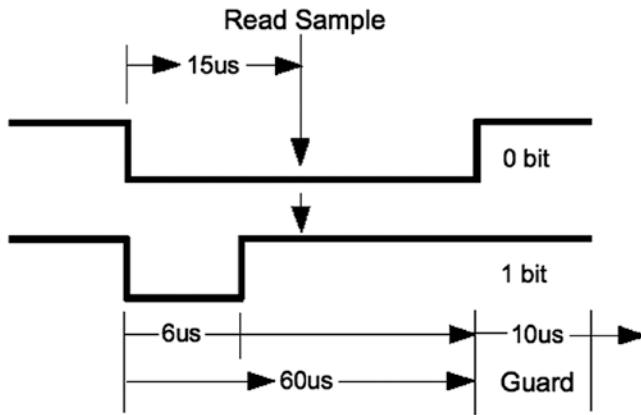 Read Sample
15us
0 bit
1 bit
6us
10us
60us
Guard